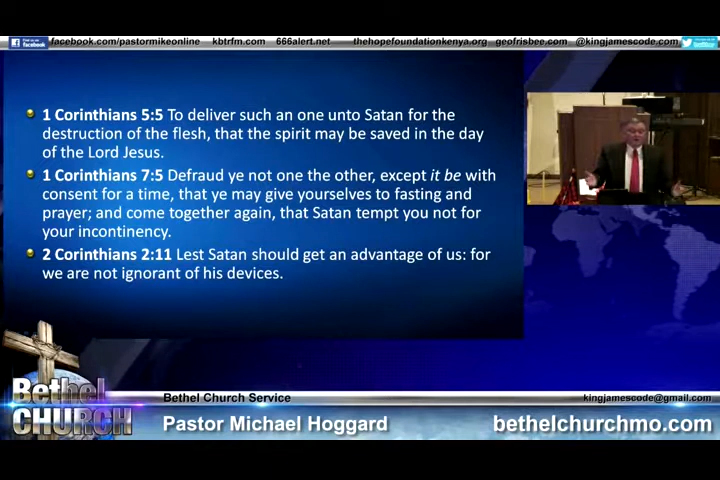 facebook.com/pastormikeonline kbtrfm.com 666alert.net thehopefoundationkenya.org geofrisbee.com @kingjamescode.com
1 Corinthians 5:5 To deliver such an one unto Satan for the
destruction of the flesh, that the spirit may be saved in the day
of the Lord Jesus.
1 Corinthians 7:5 Defraud ye not one the other, except it be with
consent for a time, that ye may give yourselves to fasting and
prayer; and come together again, that Satan tempt you not for
your incontinency.
2 Corinthians 2:11 Lest Satan should get an advantage of us: for
we are not ignorant of his devices.
Bethel
CHURCH
Bethel Church Service
kingjamescode@gmail.com
Pastor Michael Hoggard
bethelchurchmo.com